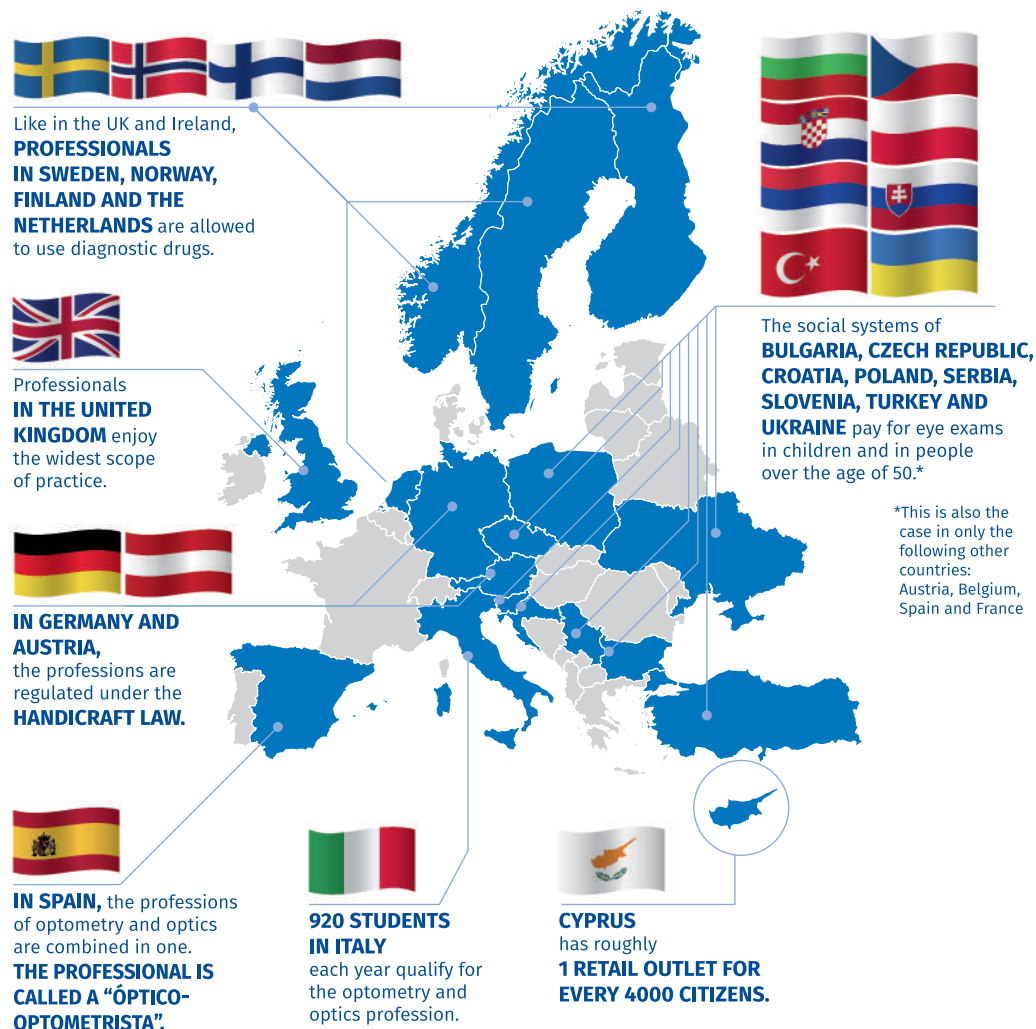 Like in the UK and Ireland,
PROFESSIONALS
IN SWEDEN, NORWAY,
FINLAND AND THE
NETHERLANDS are allowed
to use diagnostic drugs.
Professionals
IN THE UNITED
KINGDOM enjoy
the widest scope
of practice.
IN GERMANY AND
AUSTRIA,
the professions are
regulated under the
HANDICRAFT LAW.
IN SPAIN, the professions
of optometry and optics
are combined in one.
THE PROFESSIONAL IS
CALLED A “ÓPTICO-
OPTOMETRISTA”.
920 STUDENTS
IN ITALY
each year qualify for
the optometry and
optics profession.
CYPRUS
has roughly
1 RETAIL OUTLET FOR
EVERY 4000 CITIZENS.
The social systems of
BULGARIA, CZECH REPUBLIC,
CROATIA, POLAND, SERBIA,
SLOVENIA, TURKEY AND
UKRAINE pay for eye exams
in children and in people
over the age of 50.*
*This is also the
case in only the
following other
countries:
Austria, Belgium,
Spain and France